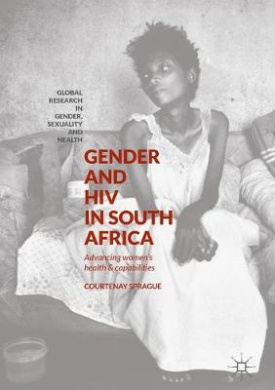 GLOBAL
RESEARCH
IN
GENDER,
SEXUALITY
AND
HEALTH
GENDER
AND
HIV
IN SOUTH
AFRICA
Advancing women's
health & capabilities
COURTENAY SPRAGUE